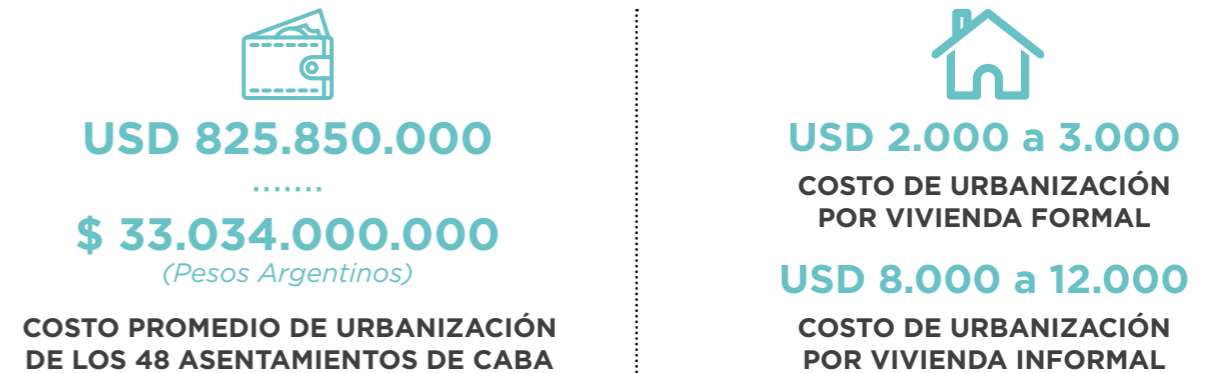 USD 825.850.000
.......
$ 33.034.000.000
(Pesos Argentinos)
COSTO PROMEDIO DE URBANIZACIÓN
DE LOS 48 ASENTAMIENTOS DE CABA
USD 2.000 a 3.000
COSTO DE URBANIZACIÓN
POR VIVIENDA FORMAL
USD 8.000 a 12.000
COSTO DE URBANIZACIÓN
POR VIVIENDA INFORMAL